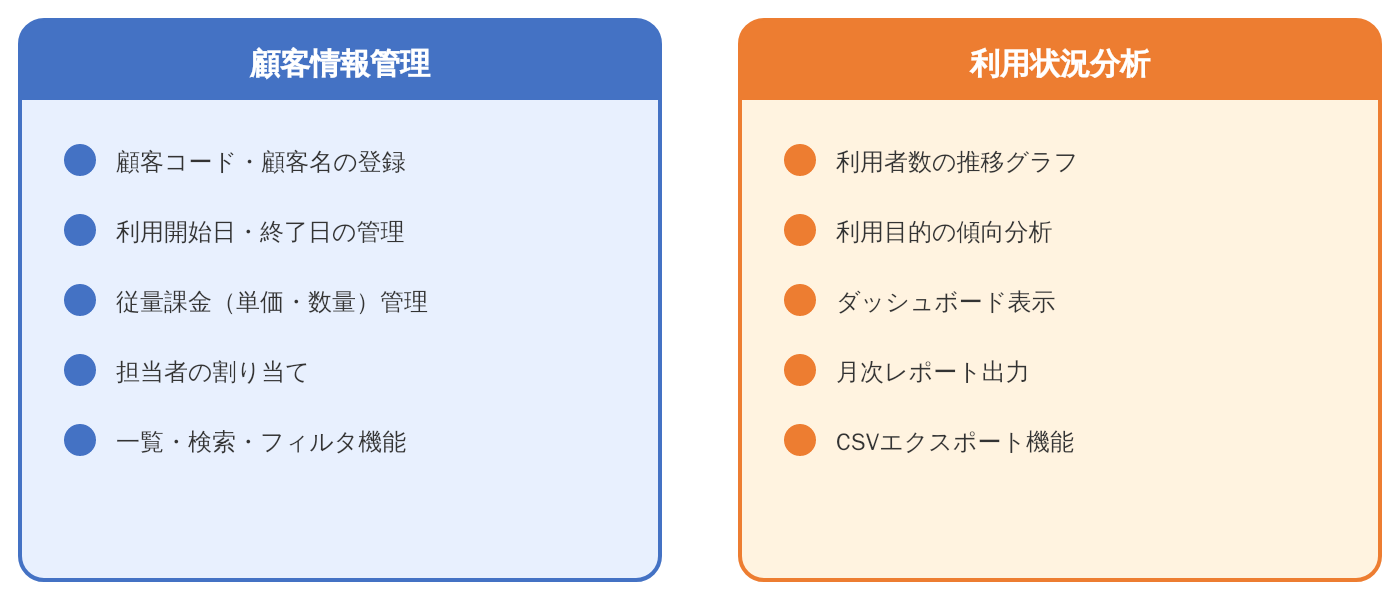 顧客情報管理
顧客コード・顧客名の登録
利用開始日・終了日の管理
従量課金（単価・数量）管理
担当者の割り当て
一覧・検索・フィルタ機能
利用状況分析
利用者数の推移グラフ
利用目的の傾向分析
ダッシュボード表示
月次レポート出力
CSVエクスポート機能